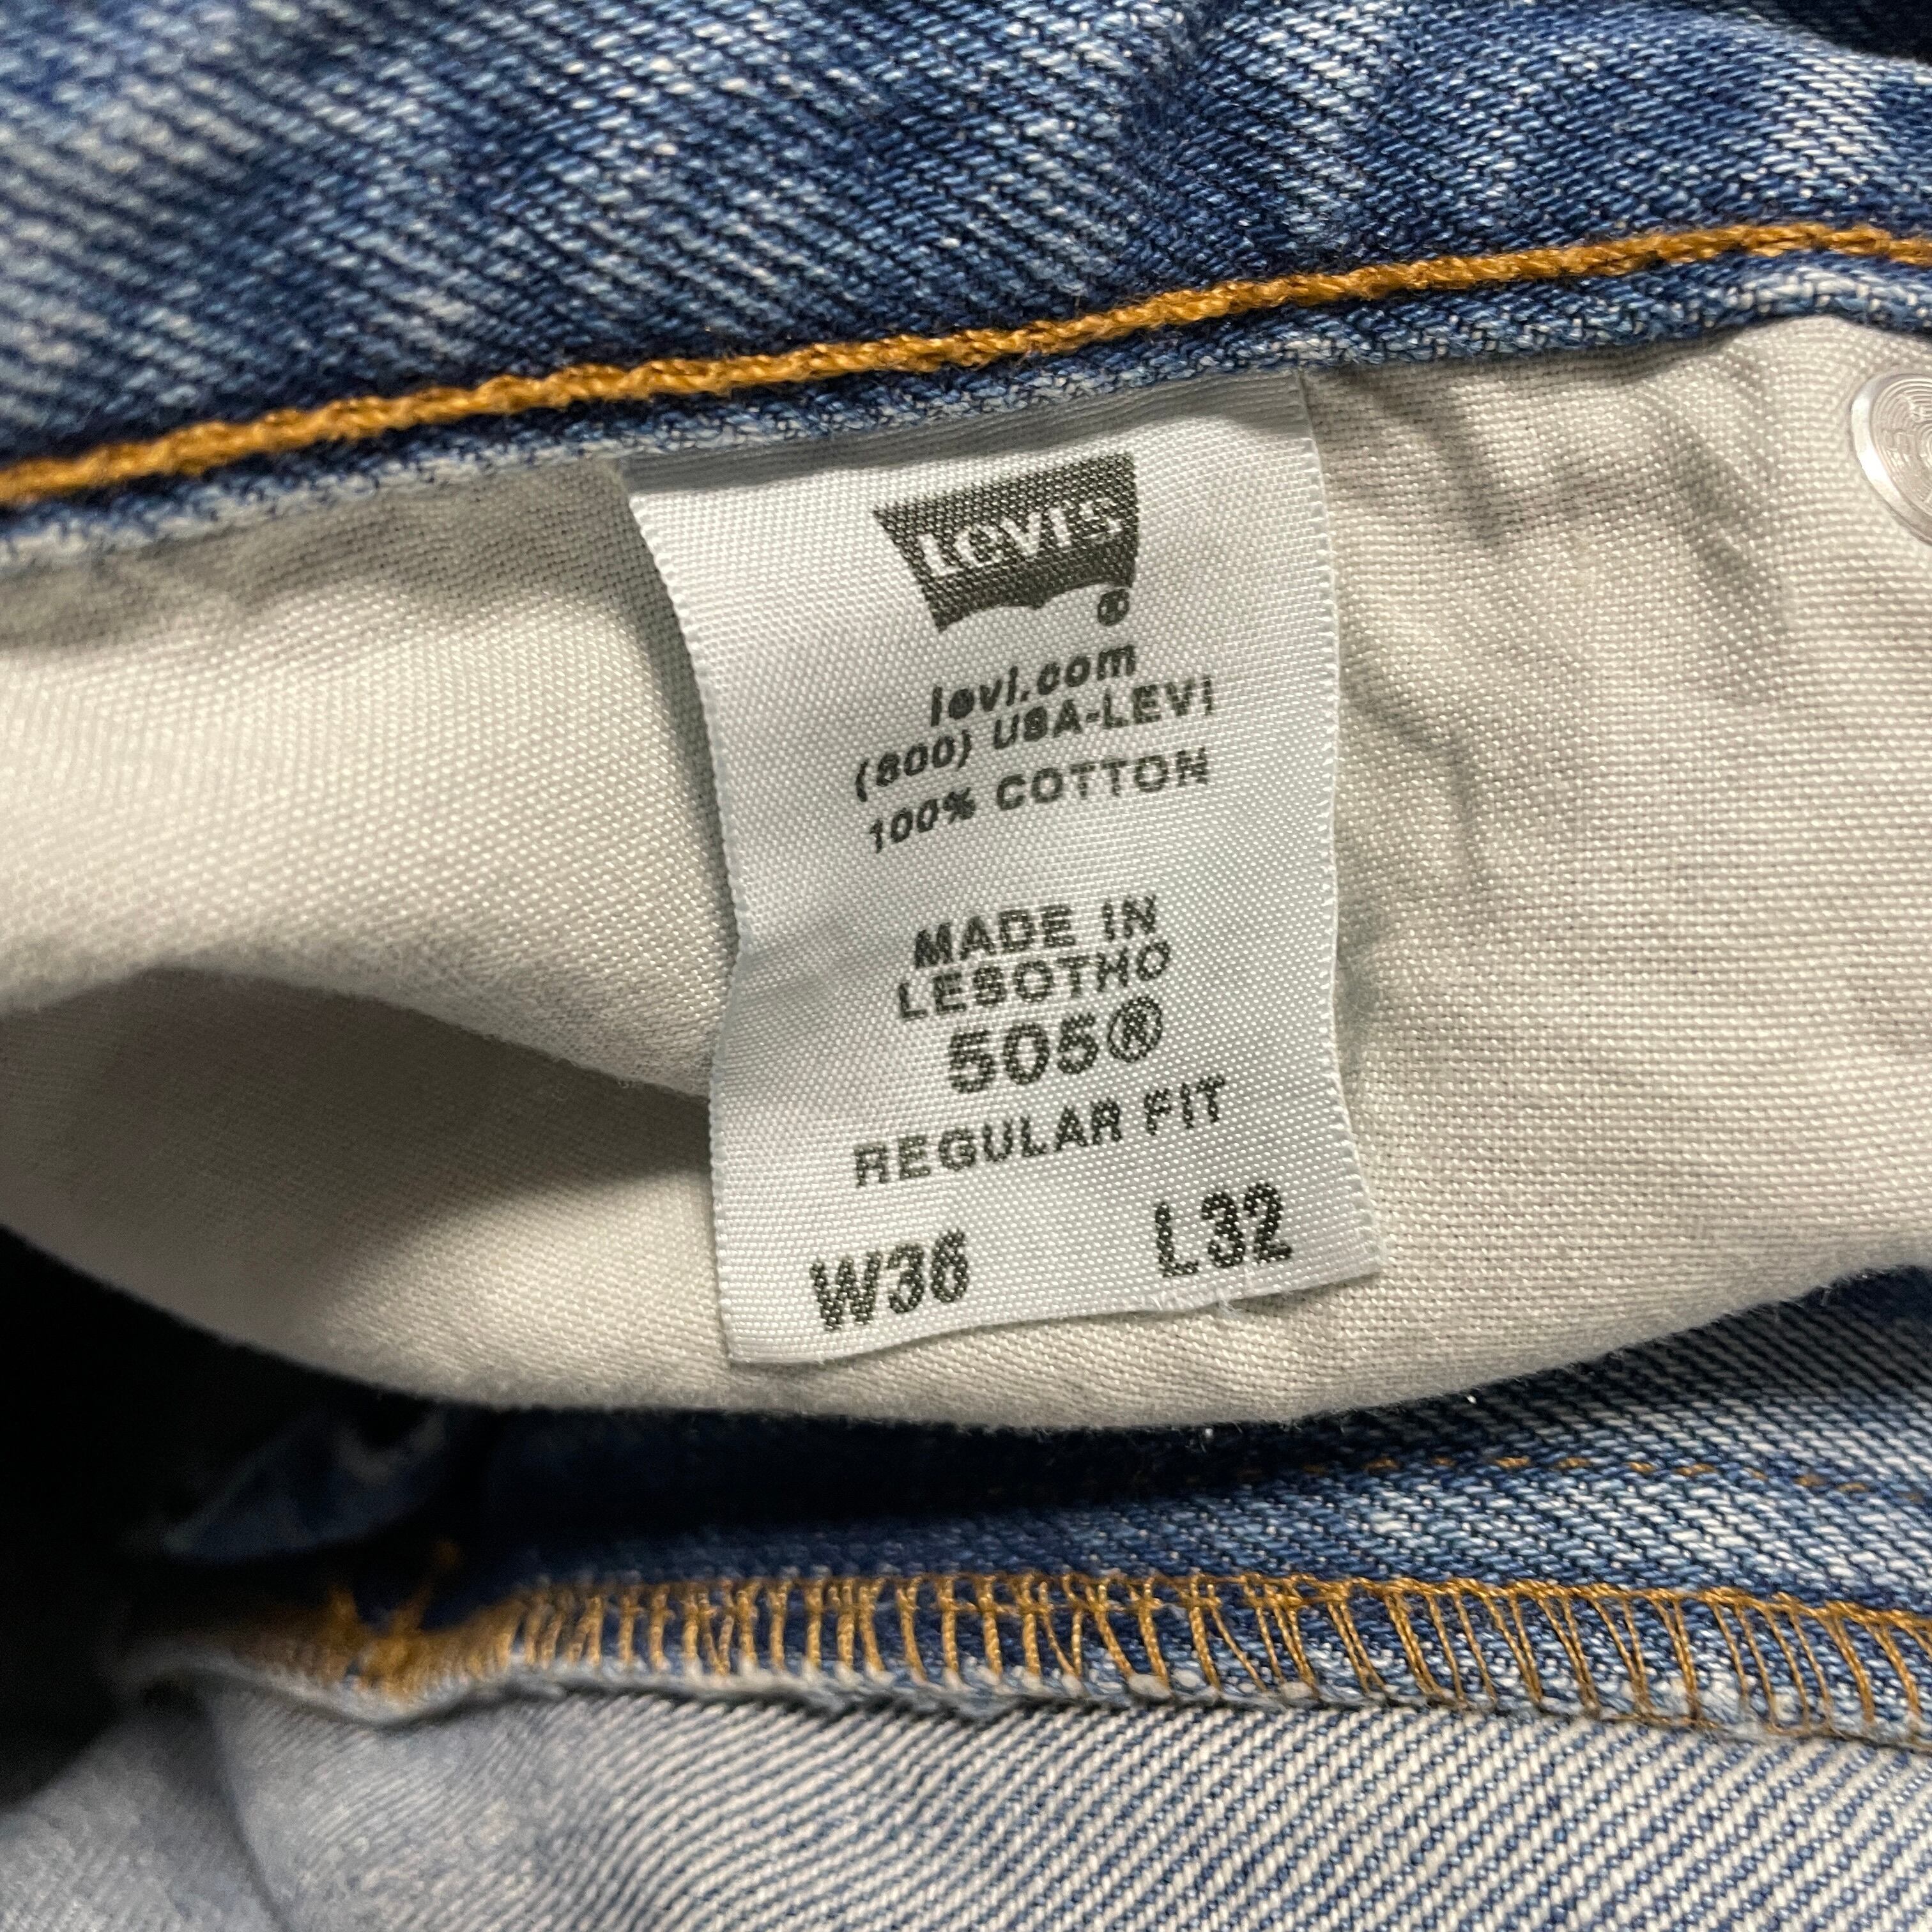 Levi's
®
levi.com
(800) USA-LEVI
100% COTTON
MADE IN
LESOTHO
505®
REGULAR FIT
W36 L32